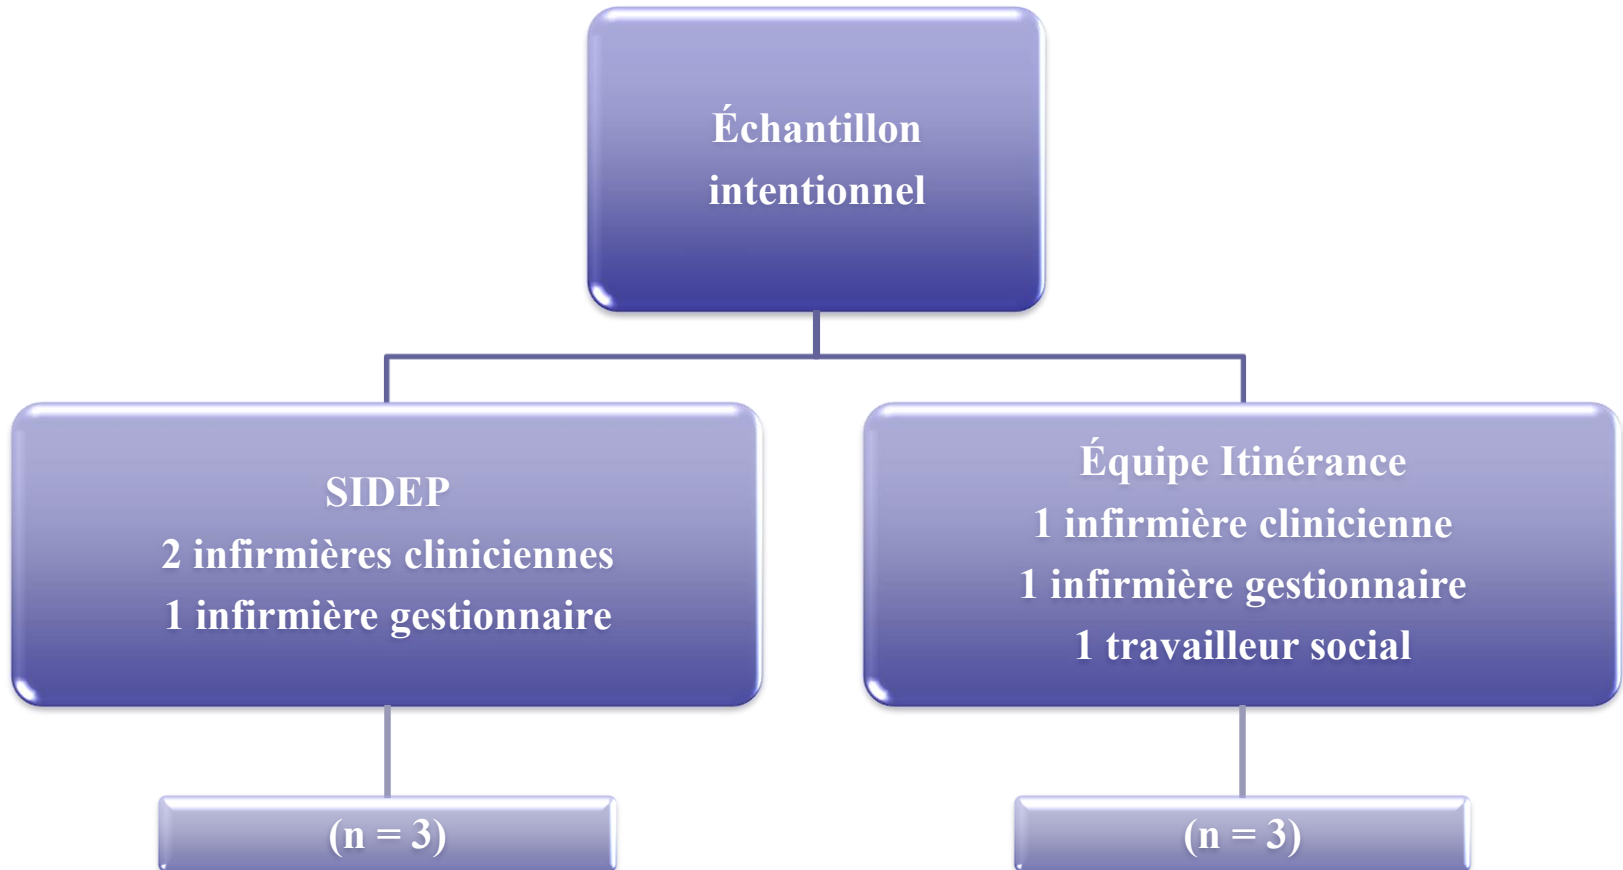 Échantillon
intentionnel
SIDEP
2 infirmières cliniciennes
1 infirmière gestionnaire
Équipe Itinérance
1 infirmière clinicienne
1 infirmière gestionnaire
1 travailleur social
(n = 3)
(n = 3)